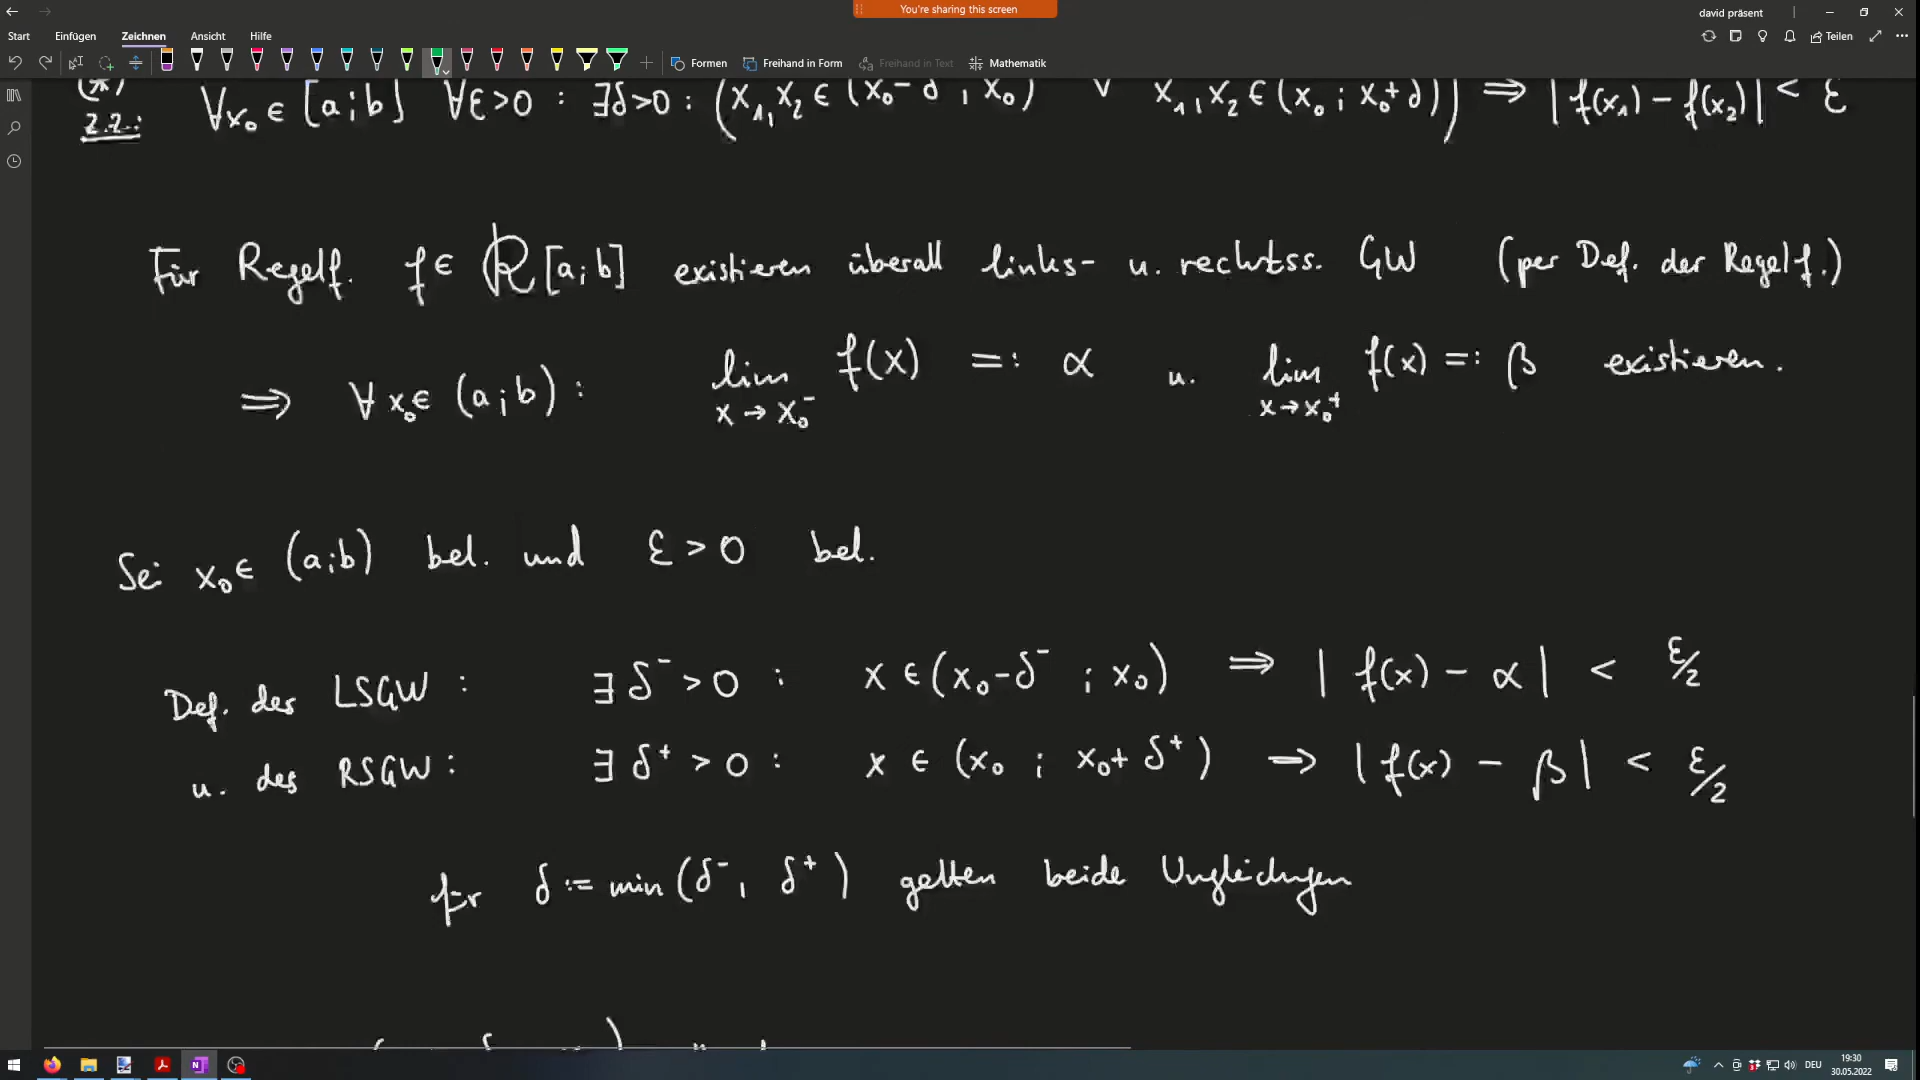 You're sharing this screen
david präsent
Start Einfügen Zeichnen Ansicht Hilfe
Teilen
Formen Freihand in Form Freihand in Text Mathematik
(*)
z.z.: ∀x₀ ∈ [a;b] ∀ε>0 : ∃δ>0 : (x₁,x₂ ∈ (x₀-δ ; x₀) ∨ x₁,x₂ ∈ (x₀ ; x₀+δ)) ⇒ |f(x₁) - f(x₂)| < ε
Für Regelf. f ∈ R[a;b] existieren überall links- u. rechtss. GW (per Def. der Regelf.)
⇒ ∀x₀∈ (a;b) : lim x→x₀⁻ f(x) =: α u. lim x→x₀⁺ f(x) =: β existieren.
Sei x₀∈ (a;b) bel. und ε > 0 bel.
Def. des LSGW : ∃ δ⁻ > 0 : x ∈ (x₀-δ⁻ ; x₀) ⇒ | f(x) - α | < ε/2
u. des RSGW : ∃ δ⁺ > 0 : x ∈ (x₀ ; x₀+ δ⁺) ⇒ | f(x) - β | < ε/2
für δ := min (δ⁻, δ⁺) gelten beide Ungleichungen
DEU
19:30
30.05.2022